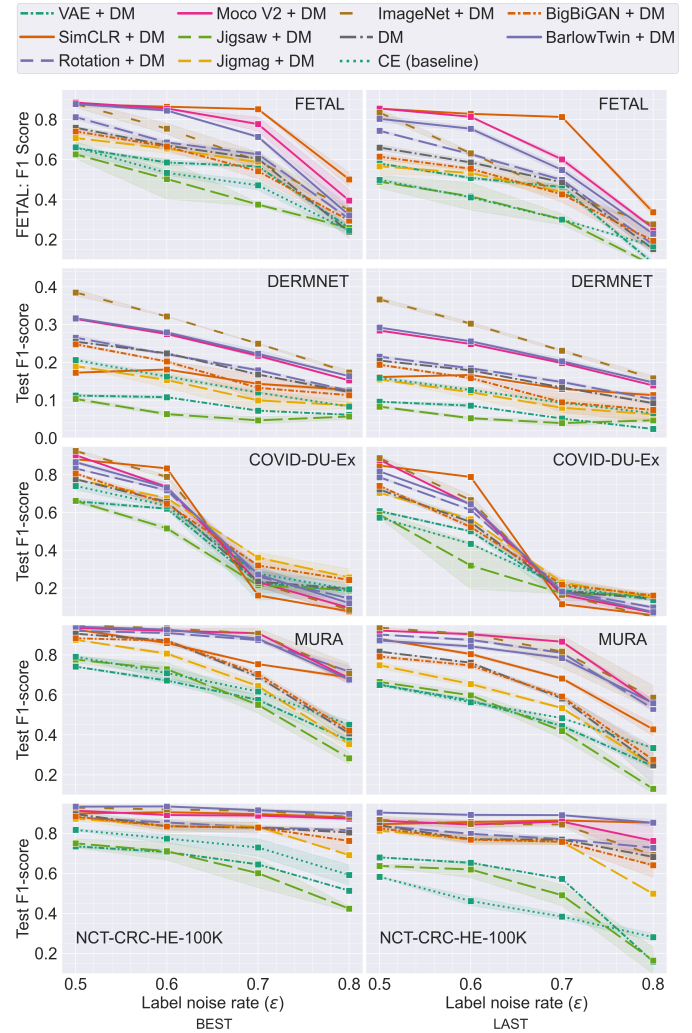 VAE + DM Moco V2 + DM ImageNet + DM BigBiGAN + DM
SimCLR + DM Jigsaw + DM DM BarlowTwin + DM
Rotation + DM Jigmag + DM CE (baseline)
FETAL FETAL
FETAL: F1 Score
0.8
0.6
0.4
0.2
DERMNET DERMNET
Test F1-score
0.4
0.3
0.2
0.1
0.0
COVID-DU-Ex COVID-DU-Ex
Test F1-score
0.8
0.6
0.4
0.2
MURA MURA
Test F1-score
0.8
0.6
0.4
0.2
Test F1-score
0.8
0.6
0.4
0.2
NCT-CRC-HE-100K NCT-CRC-HE-100K
0.5 0.6 0.7 0.8 0.5 0.6 0.7 0.8
Label noise rate (ε) Label noise rate (ε)
BEST LAST